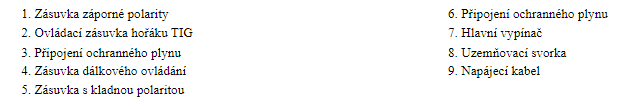 1. Zásuvka záporné polarity
2. Ovládací zásuvka hořáku TIG
3. Připojení ochranného plynu
4. Zásuvka dálkového ovládání
5. Zásuvka s kladnou polaritou
6. Připojení ochranného plynu
7. Hlavní vypínač
8. Uzemňovací svorka
9. Napájecí kabel